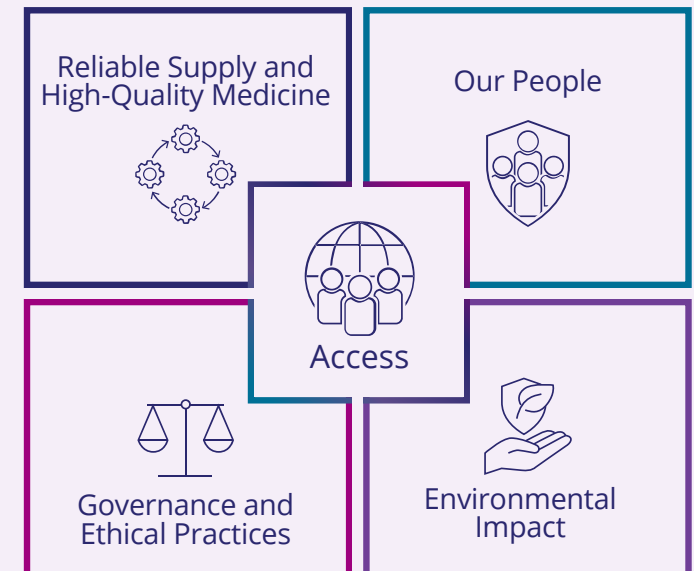 Reliable Supply and
High-Quality Medicine
Our People
Access
Governance and
Ethical Practices
Environmental
Impact